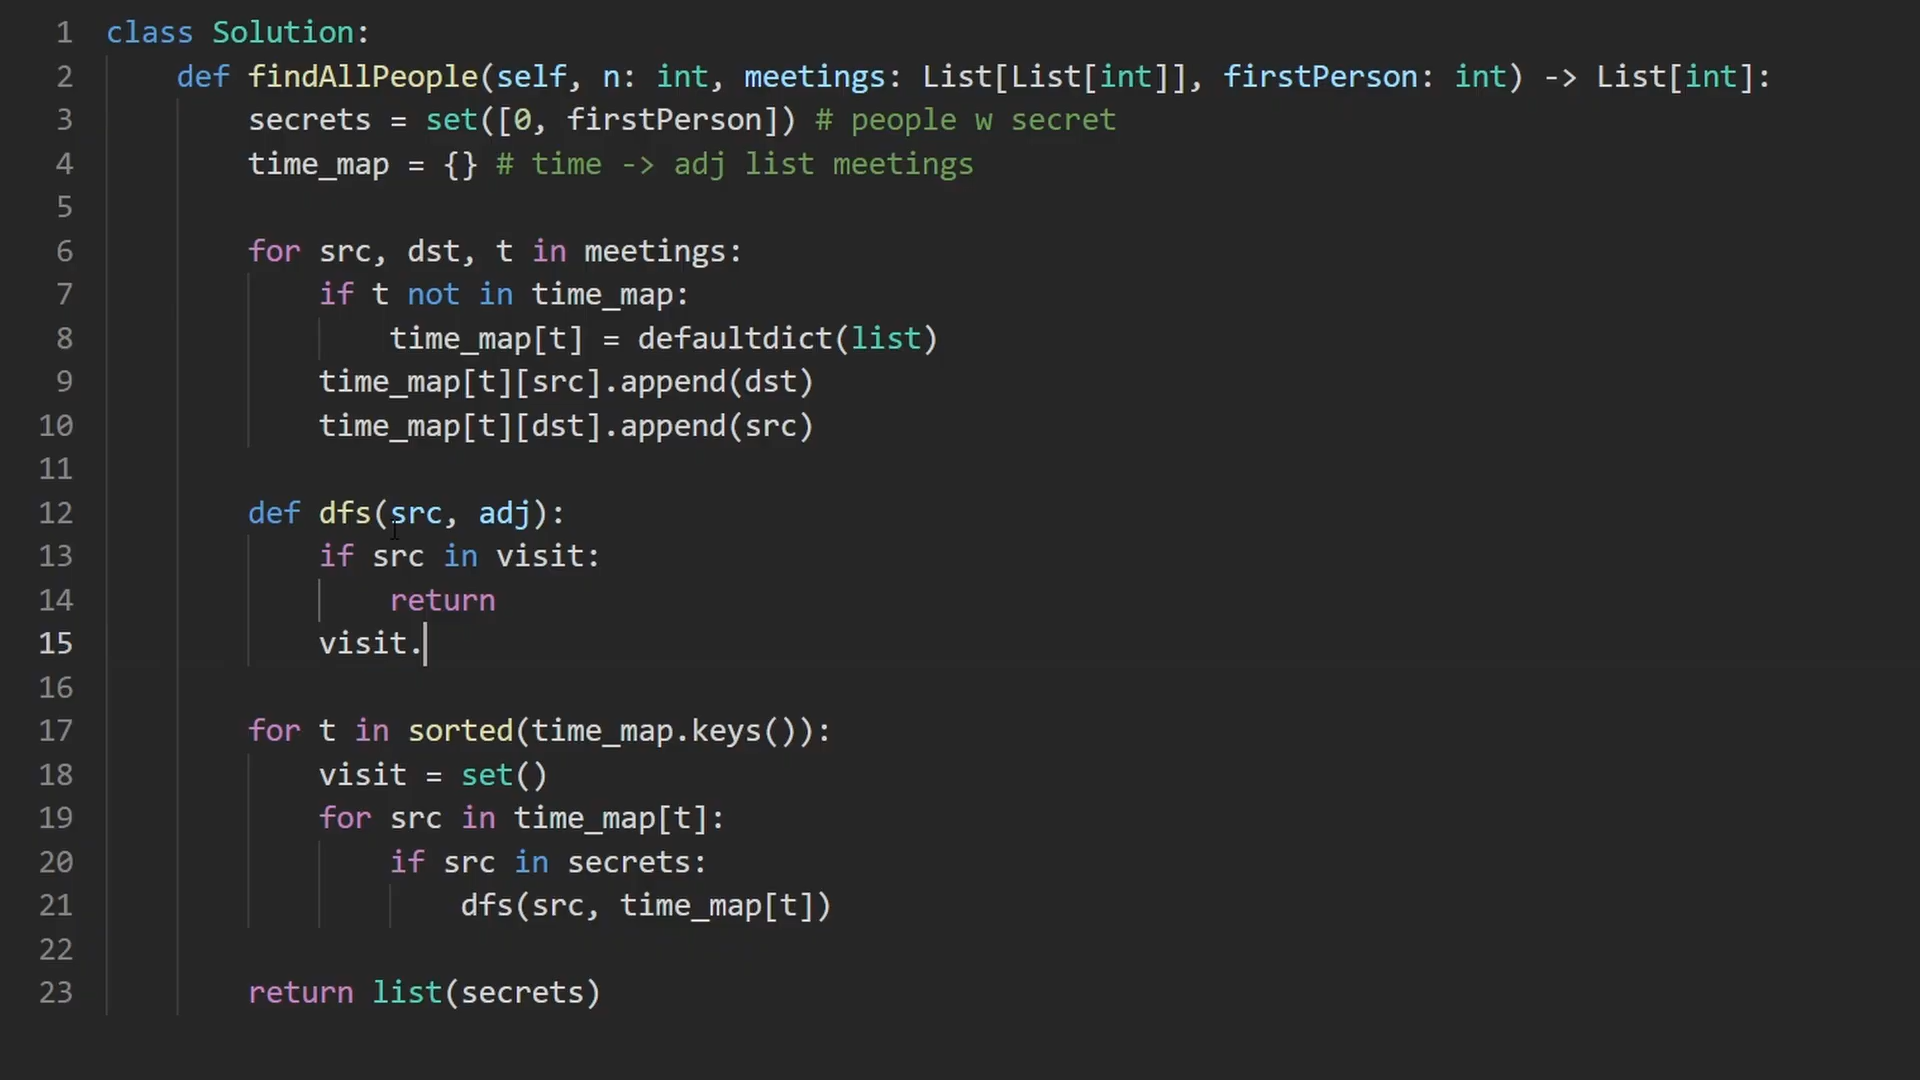 1 class Solution:
2 def findAllPeople(self, n: int, meetings: List[List[int]], firstPerson: int) -> List[int]:
3 secrets = set([0, firstPerson]) # people w secret
4 time_map = {} # time -> adj list meetings
5
6 for src, dst, t in meetings:
7 if t not in time_map:
8 time_map[t] = defaultdict(list)
9 time_map[t][src].append(dst)
10 time_map[t][dst].append(src)
11
12 def dfs(src, adj):
13 if src in visit:
14 return
15 visit.
16
17 for t in sorted(time_map.keys()):
18 visit = set()
19 for src in time_map[t]:
20 if src in secrets:
21 dfs(src, time_map[t])
22
23 return list(secrets)